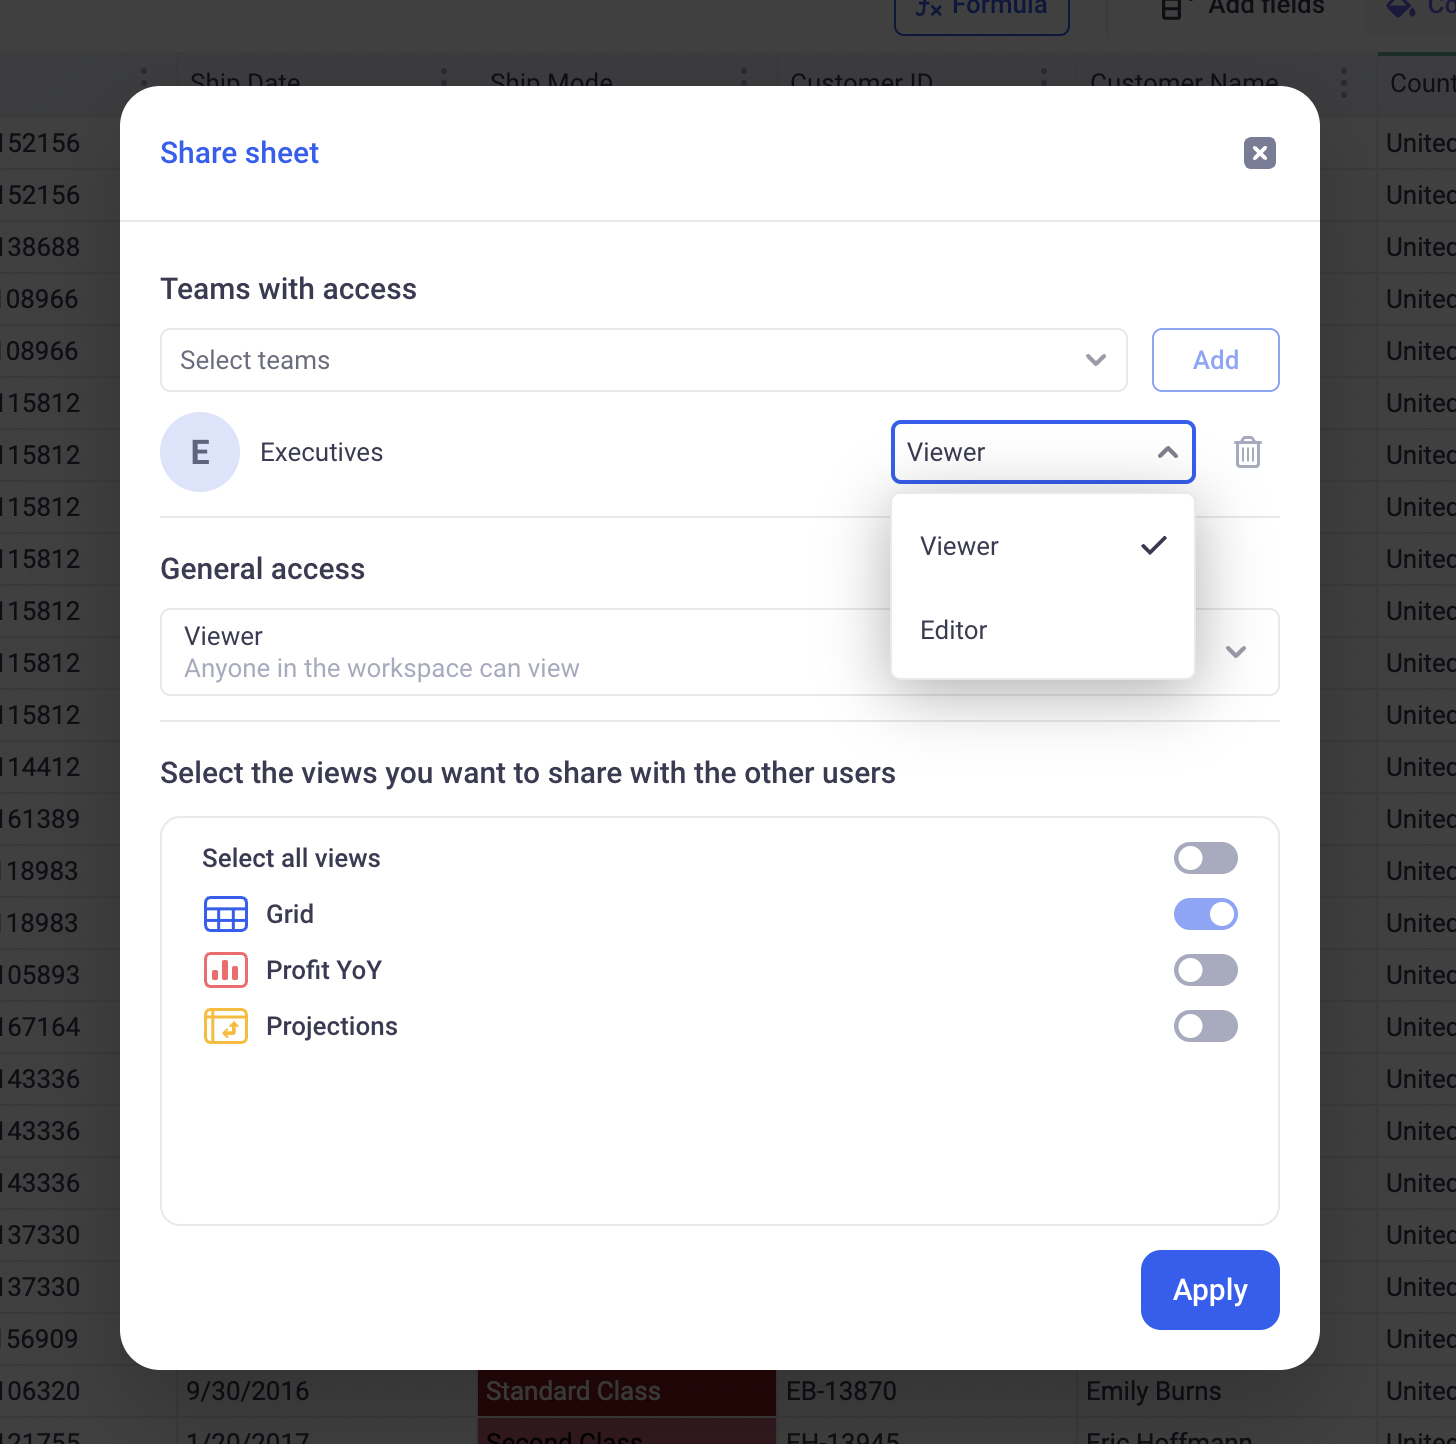 Formula
Add fields
Ship Date
Ship Mode
Customer ID
Customer Name
Share sheet
Teams with access
Select teams
Add
E
Executives
Viewer
Viewer
Editor
General access
Viewer
Anyone in the workspace can view
Select the views you want to share with the other users
Select all views
Grid
Profit YoY
Projections
Apply
152156 United
152156 United
138688 United
108966 United
108966 United
115812 United
115812 United
115812 United
115812 United
115812 United
115812 United
115812 United
114412 United
161389 United
118983 United
118983 United
105893 United
167164 United
143336 United
143336 United
143336 United
137330 United
137330 United
156909 United
106320 9/30/2016 Standard Class EB-13870 Emily Burns United
121755 1/20/2017 Second Class EH-13945 Eric Hoffmann United